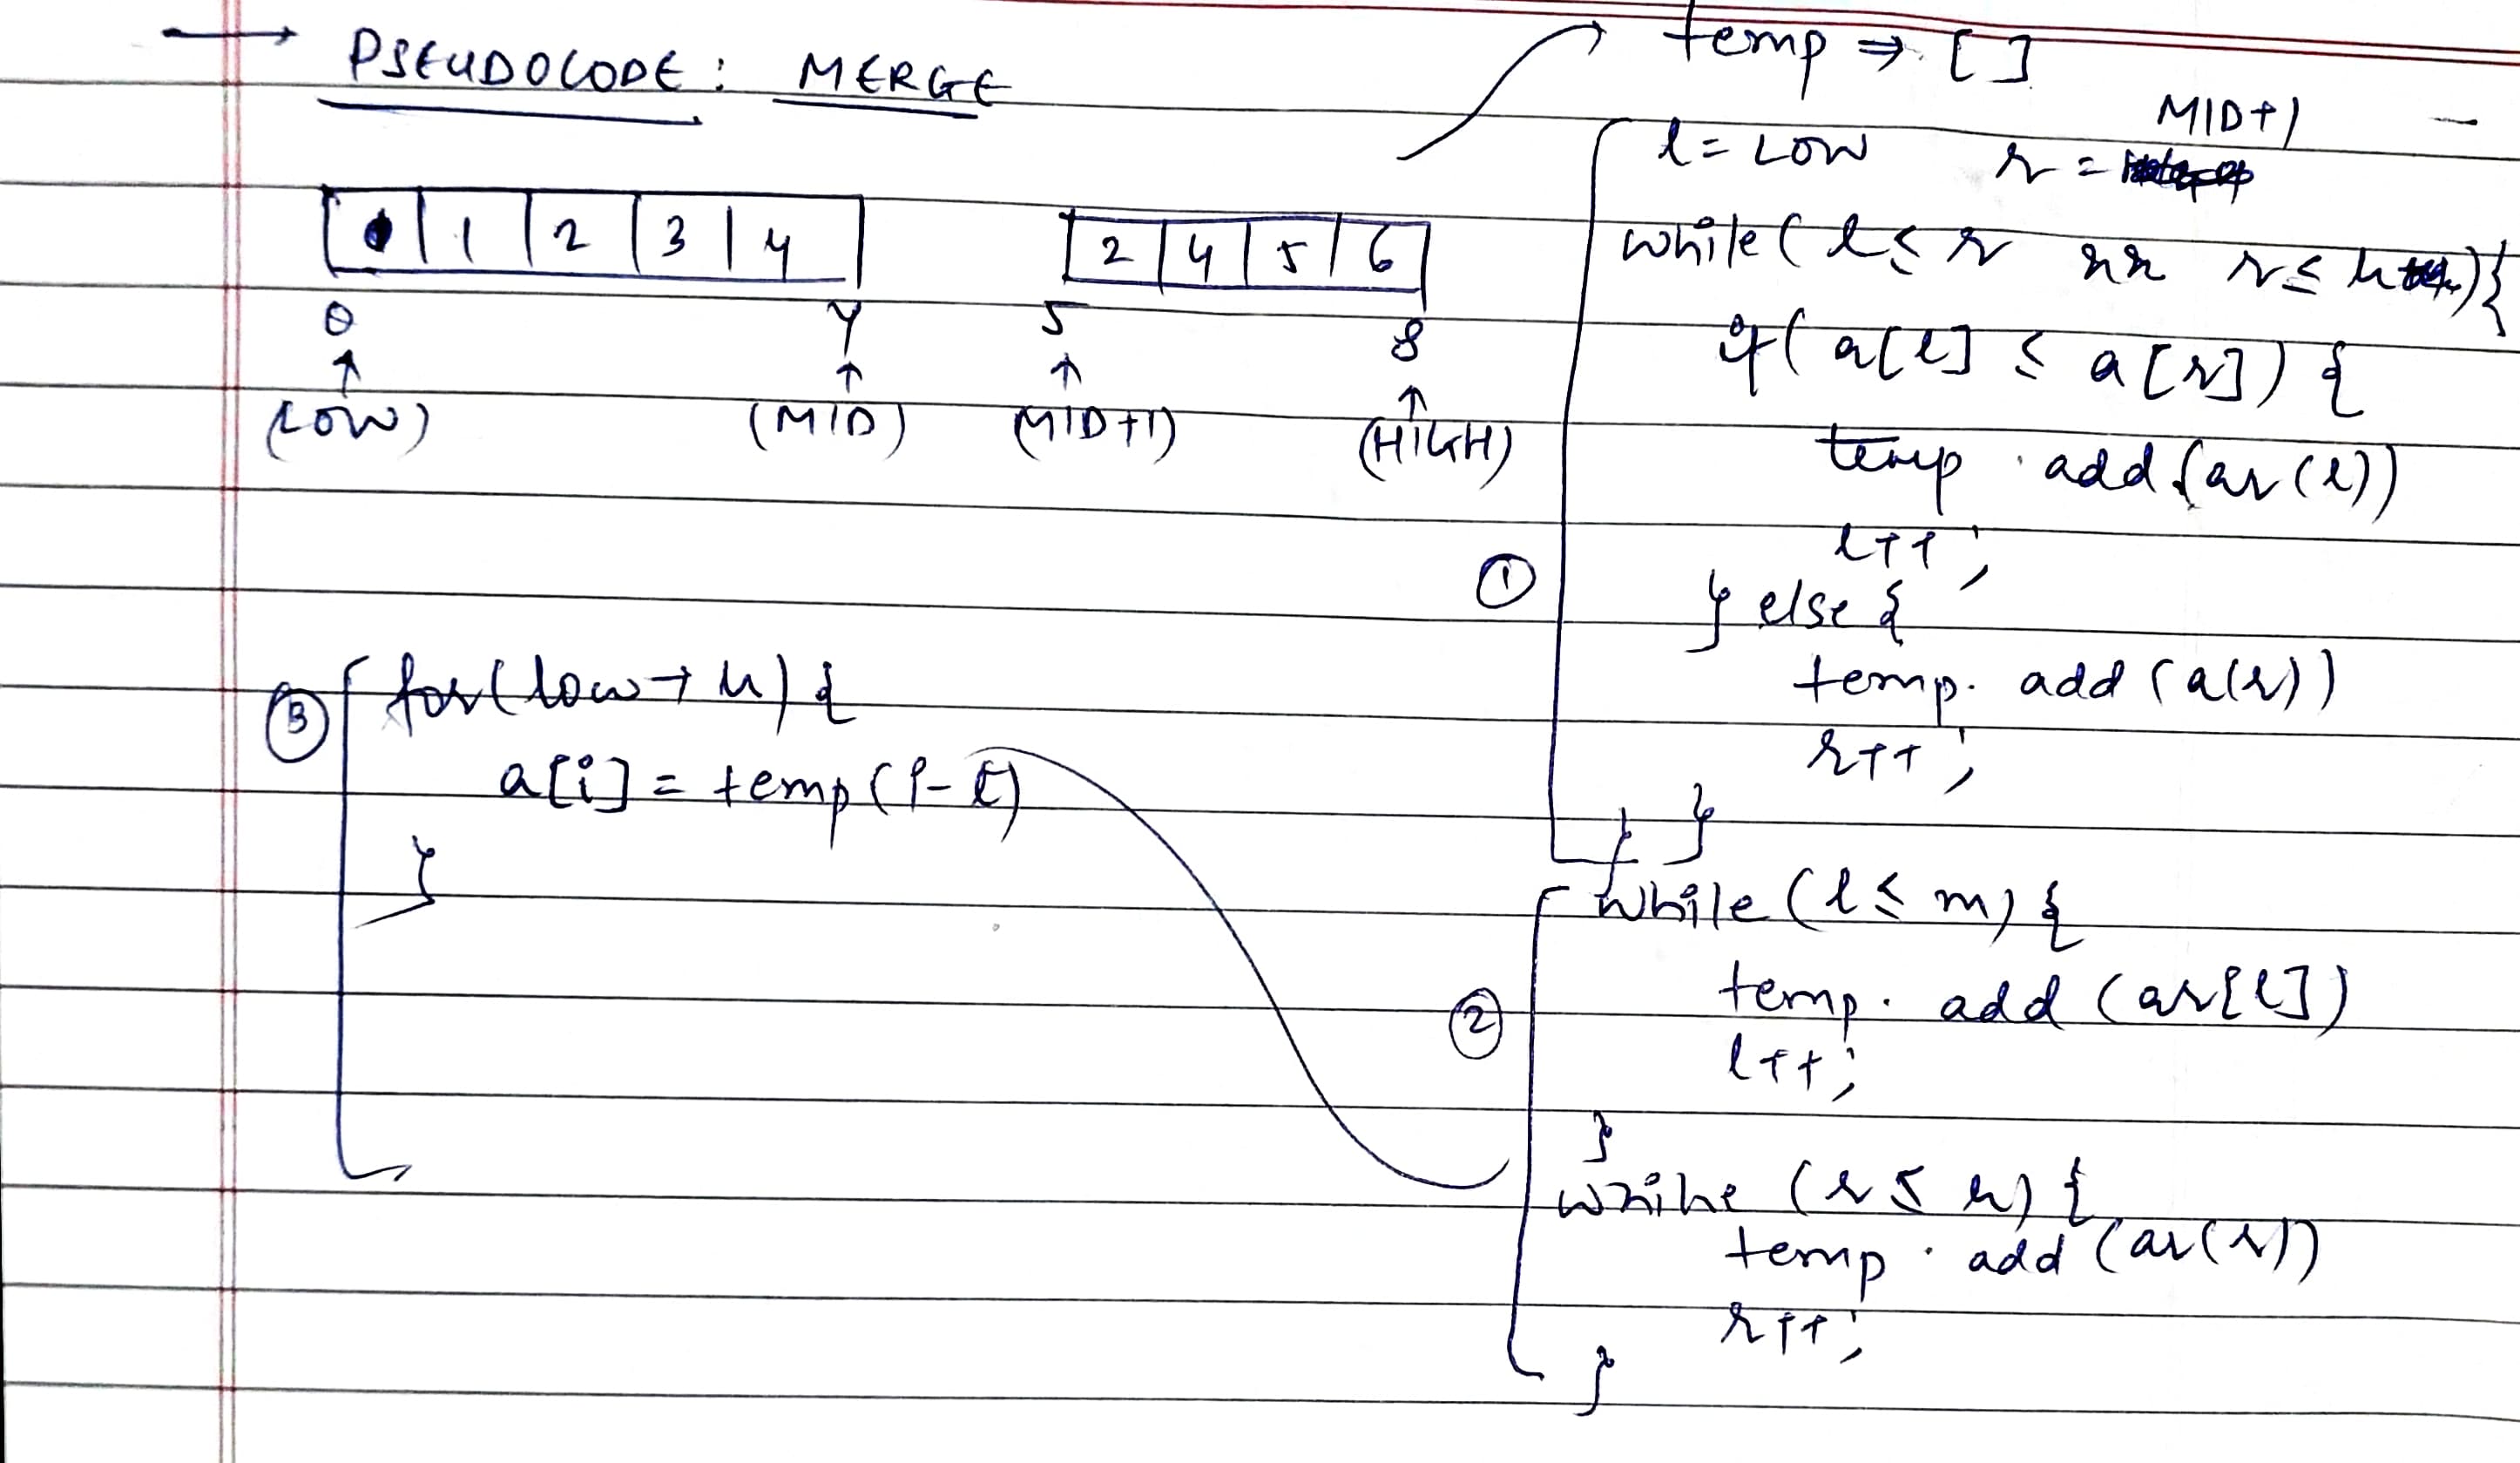 → PSEUDOCODE: MERGE
1 2 3 4
2 4 5 6
0 4 5 8
↑ ↑ ↑ ↑
(LOW) (MID) (MID+1) (HIGH)
temp ⇒ [ ]
MID+1
l = LOW r =
while( l ≤ r && r ≤ h ){
if( a[l] ≤ a[r]) {
temp . add (ar(l))
l++;
} else {
temp. add (a(r))
r++;
}
}
①
while (l ≤ m) {
temp. add (ar[l])
l++;
}
②
while (r ≤ h) {
temp . add (ar(r))
r++;
}
③ for(low → h) {
a[i] = temp(i-l)
}